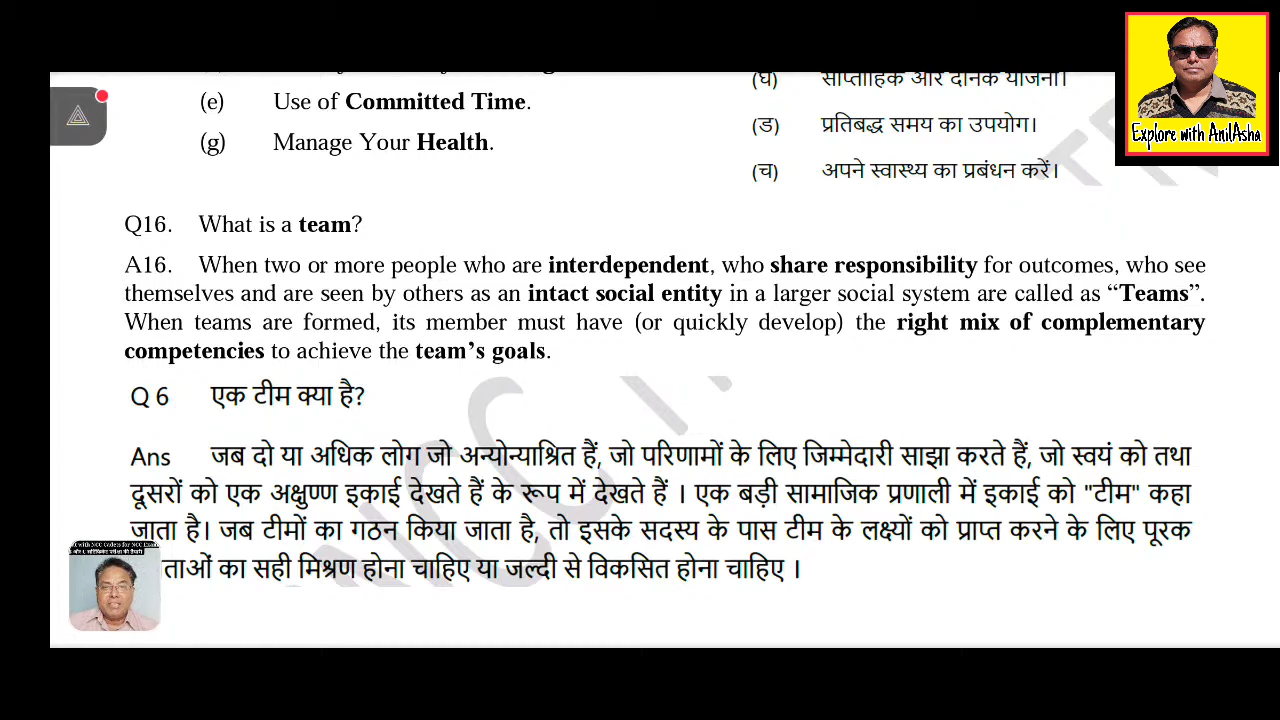 (घ) साप्ताहिक और दैनिक योजना।
(e) Use of Committed Time.
(ड) प्रतिबद्ध समय का उपयोग।
(g) Manage Your Health.
(च) अपने स्वास्थ्य का प्रबंधन करें।
Explore with AnilAsha
Q16. What is a team?
A16. When two or more people who are interdependent, who share responsibility for outcomes, who see
themselves and are seen by others as an intact social entity in a larger social system are called as “Teams”.
When teams are formed, its member must have (or quickly develop) the right mix of complementary
competencies to achieve the team’s goals.
Q 6 एक टीम क्या है?
Ans जब दो या अधिक लोग जो अन्योन्याश्रित हैं, जो परिणामों के लिए जिम्मेदारी साझा करते हैं, जो स्वयं को तथा
दूसरों को एक अक्षुण्ण इकाई देखते हैं के रूप में देखते हैं । एक बड़ी सामाजिक प्रणाली में इकाई को "टीम" कहा
जाता है। जब टीमों का गठन किया जाता है, तो इसके सदस्य के पास टीम के लक्ष्यों को प्राप्त करने के लिए पूरक
ताओं का सही मिश्रण होना चाहिए या जल्दी से विकसित होना चाहिए ।
NCC